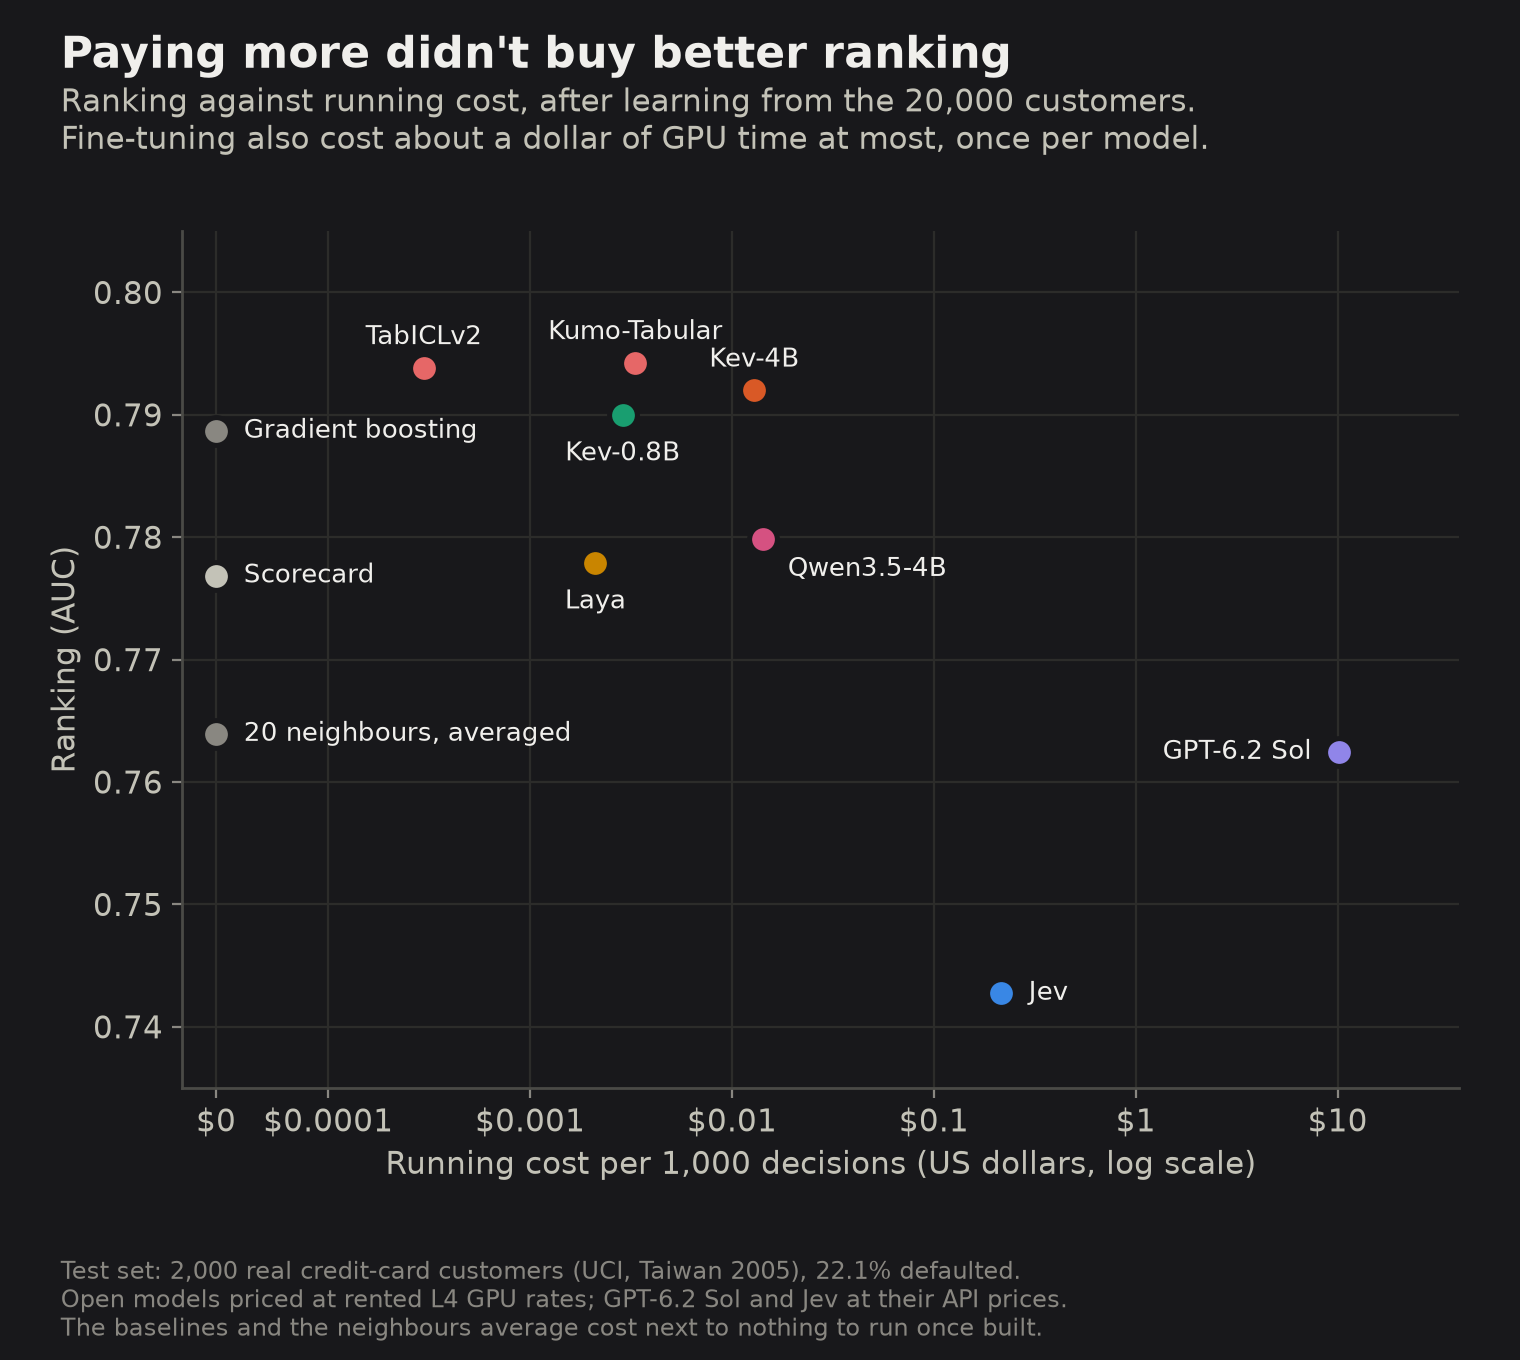 Paying more didn't buy better ranking
Ranking against running cost, after learning from the 20,000 customers.
Fine-tuning also cost about a dollar of GPU time at most, once per model.
Ranking (AUC)
0.80
0.79
0.78
0.77
0.76
0.75
0.74
TabICLv2
Kumo-Tabular
Kev-4B
Gradient boosting
Kev-0.8B
Qwen3.5-4B
Scorecard
Laya
20 neighbours, averaged
GPT-6.2 Sol
Jev
$0 $0.0001 $0.001 $0.01 $0.1 $1 $10
Running cost per 1,000 decisions (US dollars, log scale)
Test set: 2,000 real credit-card customers (UCI, Taiwan 2005), 22.1% defaulted.
Open models priced at rented L4 GPU rates; GPT-6.2 Sol and Jev at their API prices.
The baselines and the neighbours average cost next to nothing to run once built.